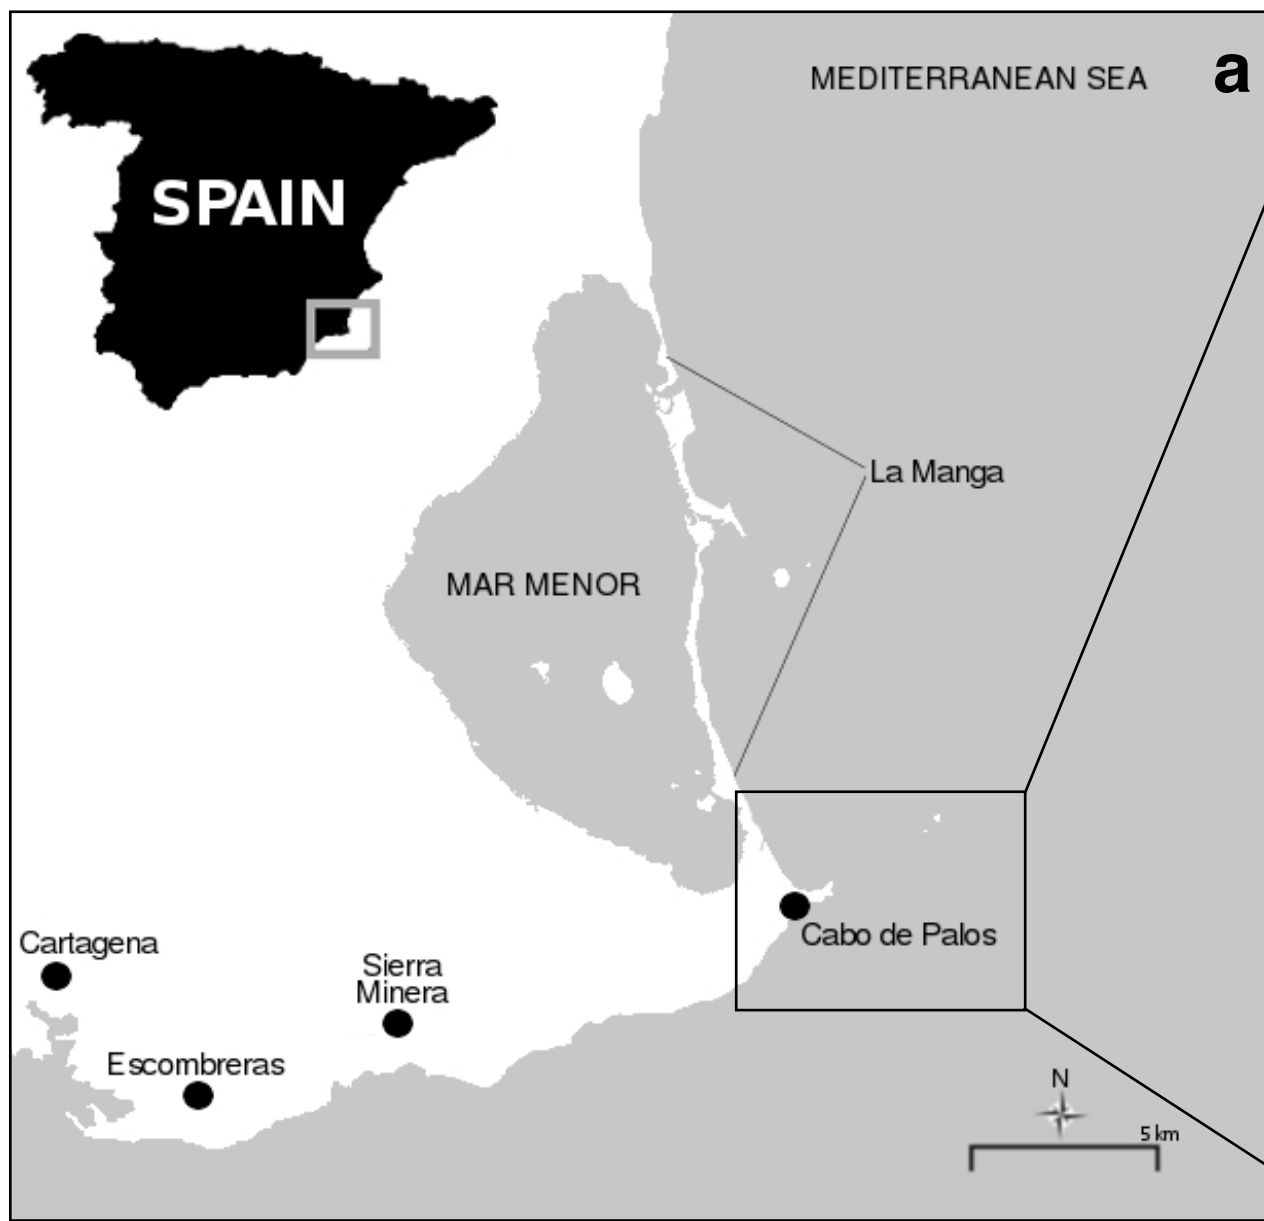 MEDITERRANEAN SEA
a
SPAIN
La Manga
MAR MENOR
Cabo de Palos
Cartagena
Sierra
Minera
Escombreras
N
5 km